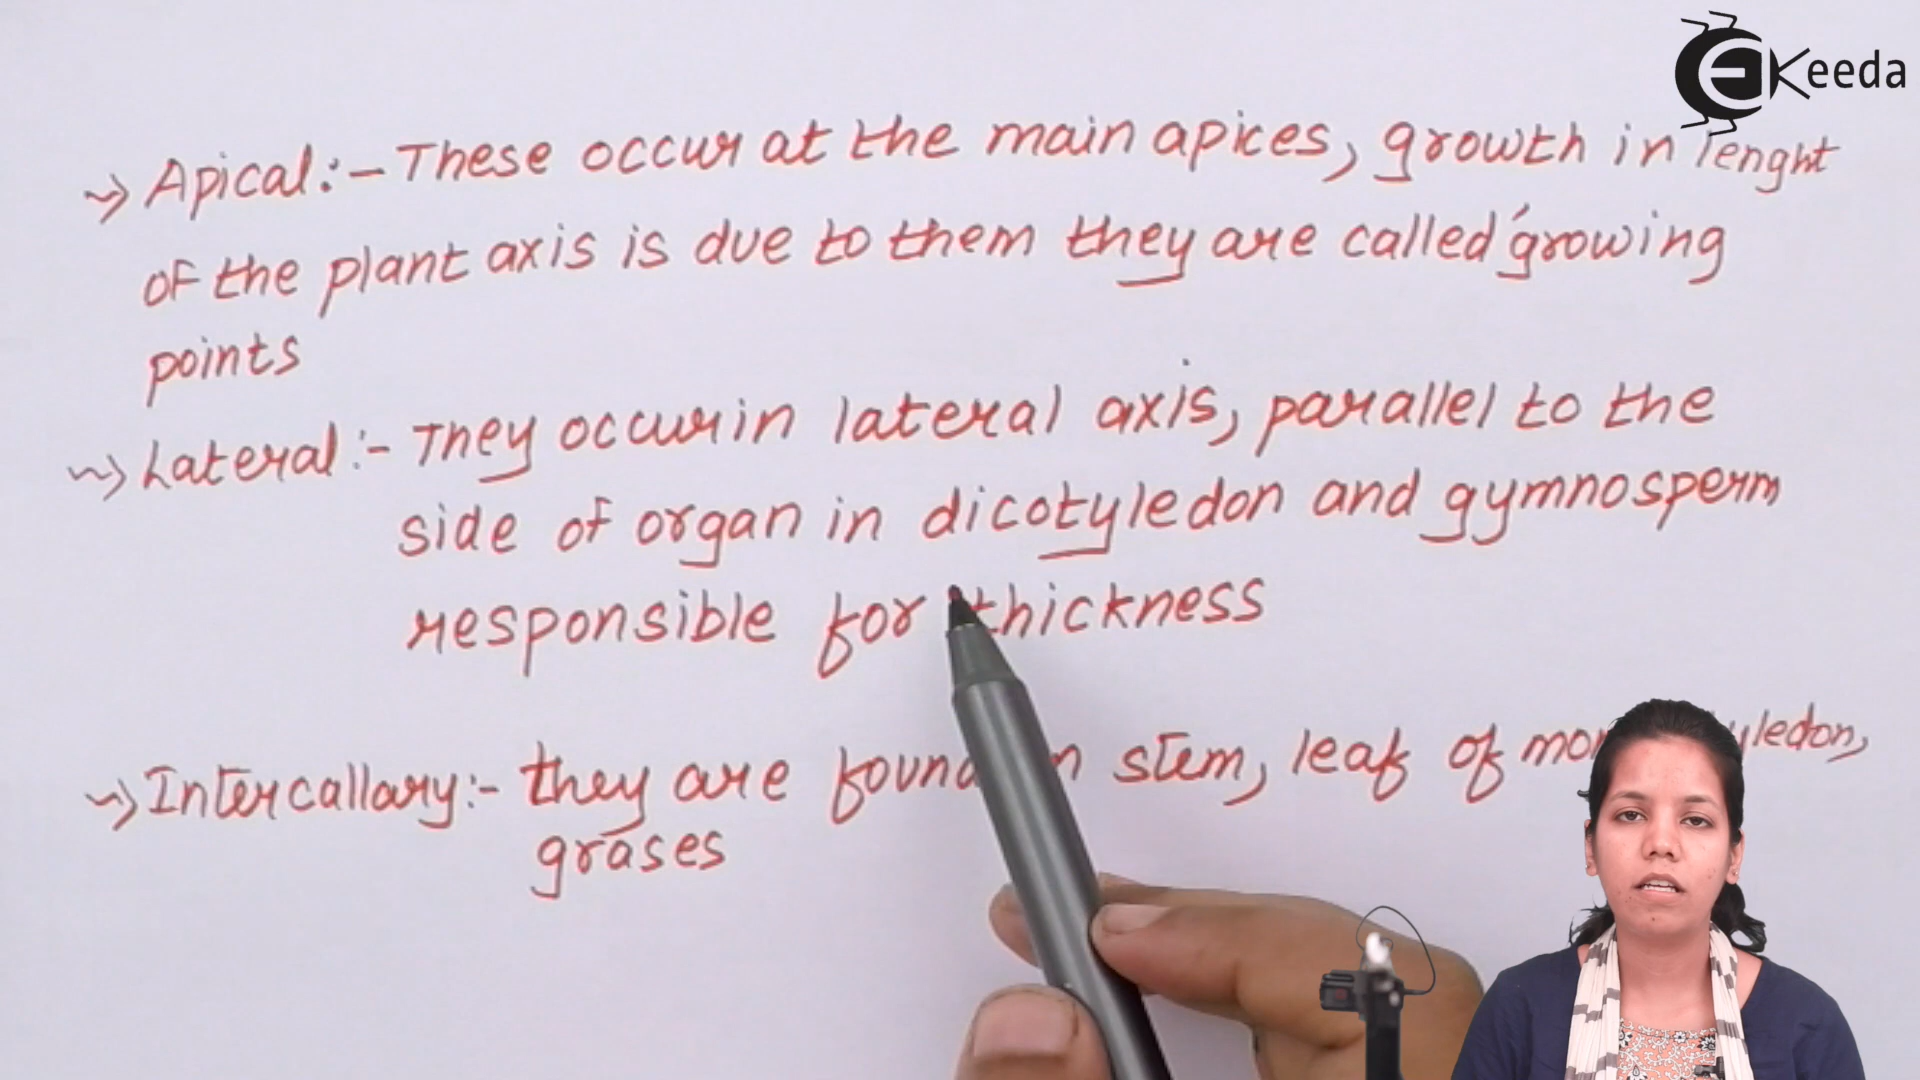 EKeeda
~> Apical:- These occur at the main apices, growth in lenght
of the plant axis is due to them they are called 'growing
points
~> Lateral:- They occur in lateral axis, parallel to the
side of organ in dicotyledon and gymnosperm
responsible for thickness
~> Intercallary:- they are found in stem, leaf of
grases